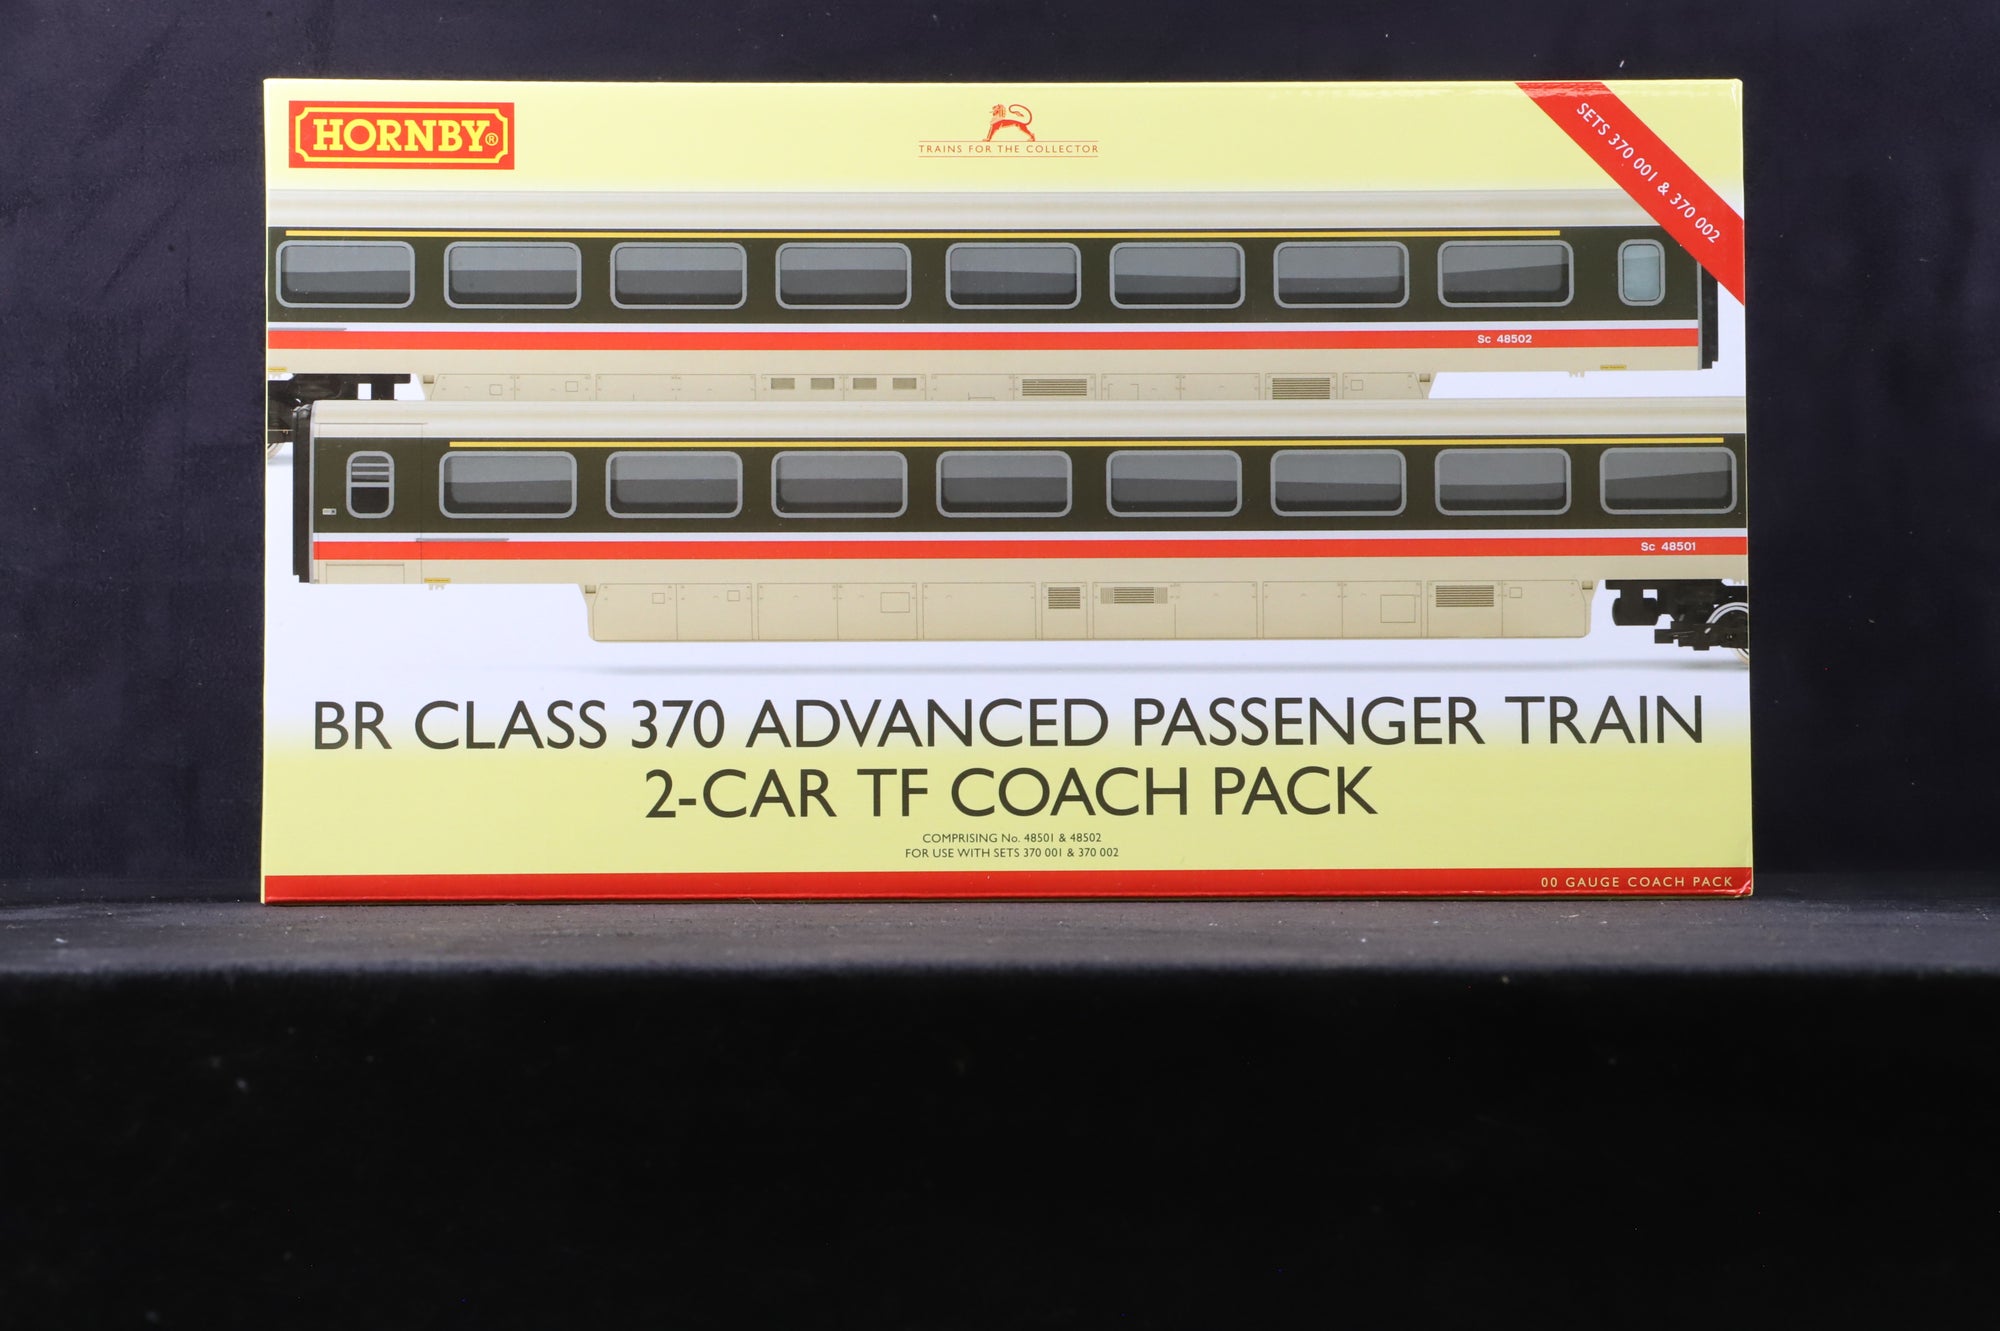 HORNBY®
TRAINS FOR THE COLLECTOR
SETS 370 001 & 370 002
Sc 48502
Sc 48501
BR CLASS 370 ADVANCED PASSENGER TRAIN
2-CAR TF COACH PACK
COMPRISING No. 48501 & 48502
FOR USE WITH SETS 370 001 & 370 002
00 GAUGE COACH PACK